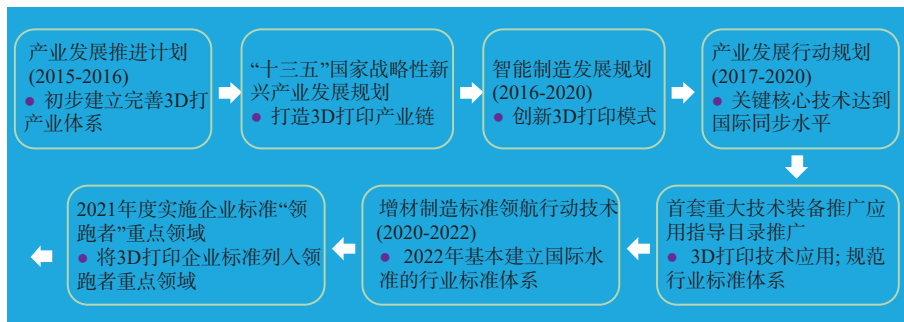 产业发展推进计划
(2015-2016)
● 初步建立完善3D打
产业体系
“十三五”国家战略性新
兴产业发展规划
● 打造3D打印产业链
智能制造发展规划
(2016-2020)
● 创新3D打印模式
产业发展行动规划
(2017-2020)
● 关键核心技术达到
国际同步水平
首套重大技术装备推广应
用指导目录推广
● 3D打印技术应用; 规范
行业标准体系
增材制造标准领航行动技术
(2020-2022)
● 2022年基本建立国际水
准的行业标准体系
2021年度实施企业标准“领
跑者”重点领域
● 将3D打印企业标准列入领
跑者重点领域